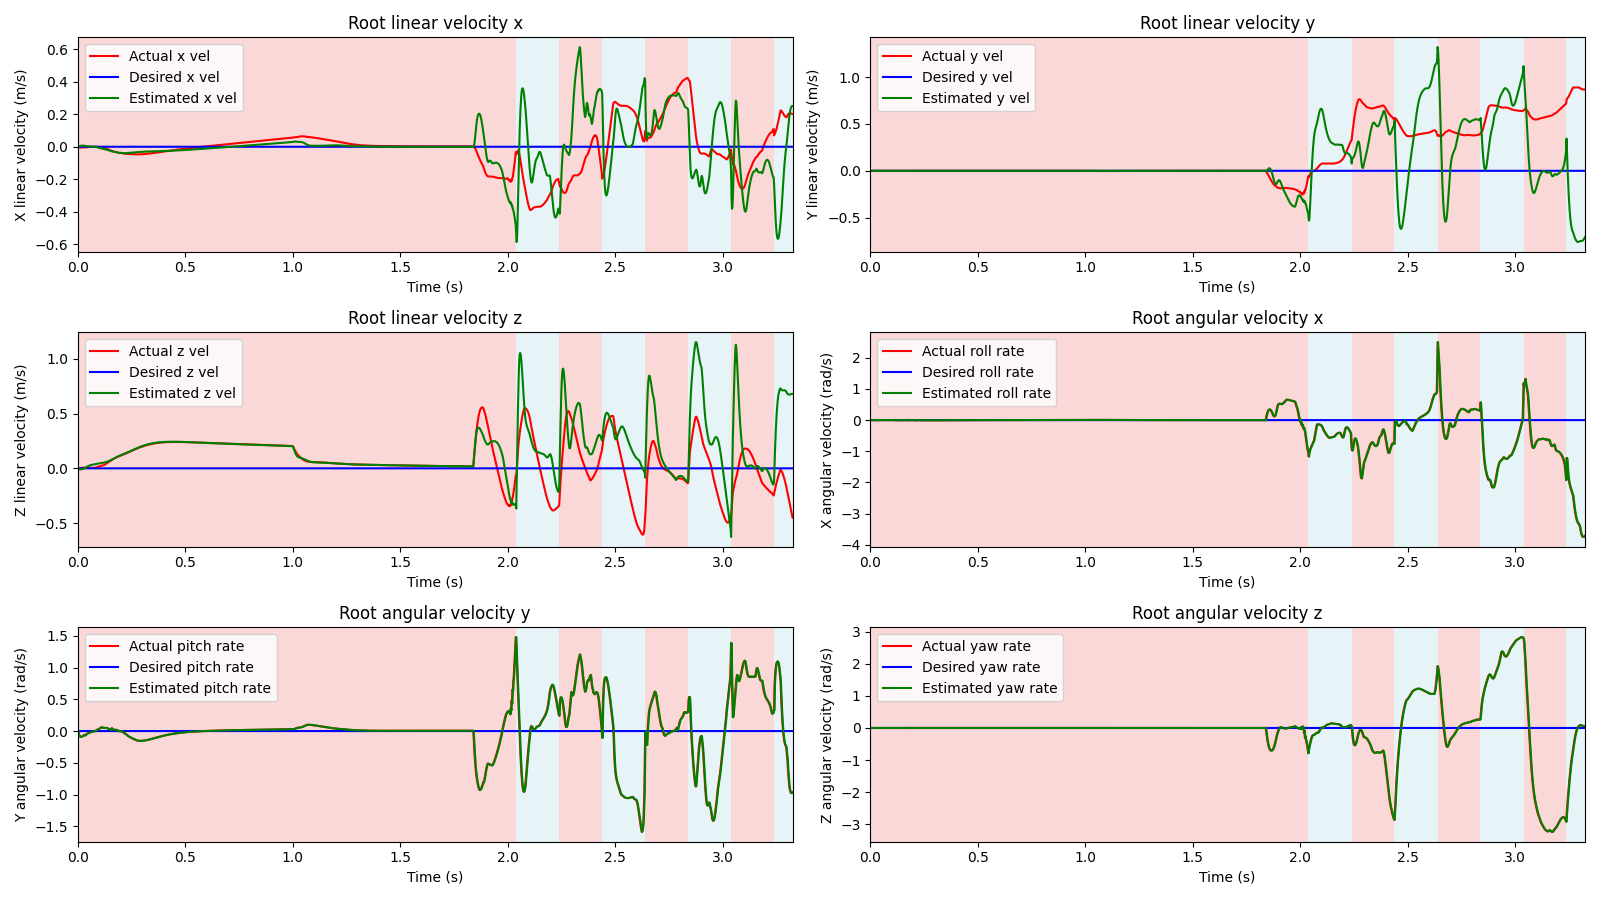 Root linear velocity x
Actual x vel
Desired x vel
Estimated x vel
X linear velocity (m/s)
0.6
0.4
0.2
0.0
−0.2
−0.4
−0.6
0.0 0.5 1.0 1.5 2.0 2.5 3.0
Time (s)
Root linear velocity y
Actual y vel
Desired y vel
Estimated y vel
Y linear velocity (m/s)
1.0
0.5
0.0
−0.5
0.0 0.5 1.0 1.5 2.0 2.5 3.0
Time (s)
Root linear velocity z
Actual z vel
Desired z vel
Estimated z vel
Z linear velocity (m/s)
1.0
0.5
0.0
−0.5
0.0 0.5 1.0 1.5 2.0 2.5 3.0
Time (s)
Root angular velocity x
Actual roll rate
Desired roll rate
Estimated roll rate
X angular velocity (rad/s)
2
1
0
−1
−2
−3
−4
0.0 0.5 1.0 1.5 2.0 2.5 3.0
Time (s)
Root angular velocity y
Actual pitch rate
Desired pitch rate
Estimated pitch rate
Y angular velocity (rad/s)
1.5
1.0
0.5
0.0
−0.5
−1.0
−1.5
0.0 0.5 1.0 1.5 2.0 2.5 3.0
Time (s)
Root angular velocity z
Actual yaw rate
Desired yaw rate
Estimated yaw rate
Z angular velocity (rad/s)
3
2
1
0
−1
−2
−3
0.0 0.5 1.0 1.5 2.0 2.5 3.0
Time (s)